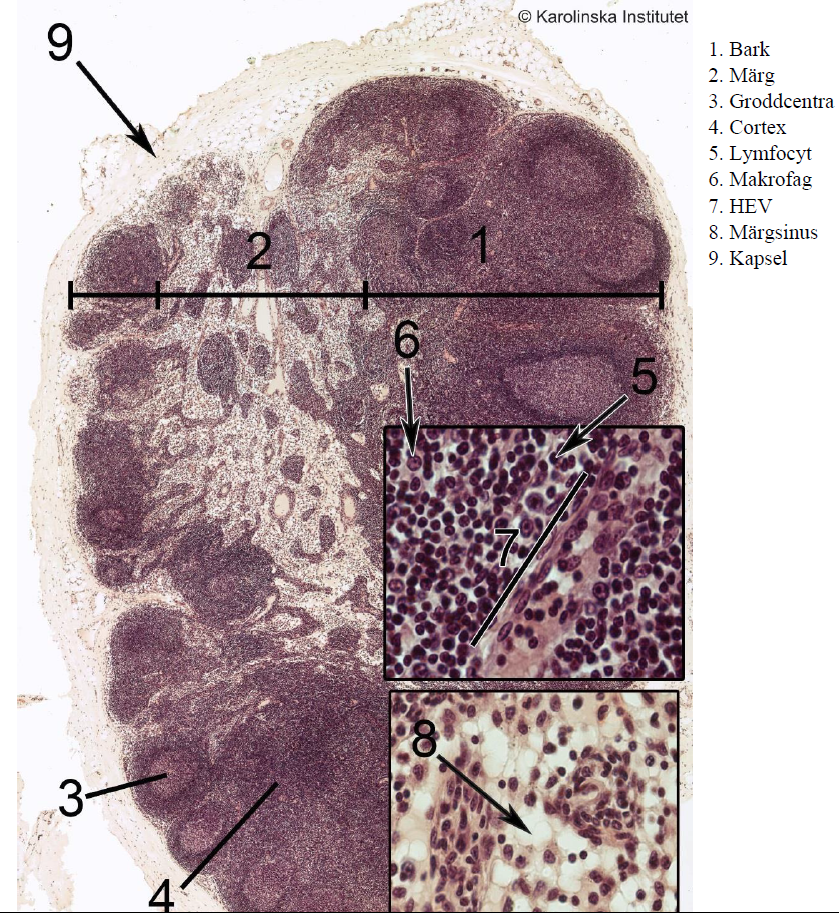 © Karolinska Institutet
9
1. Bark
2. Märg
3. Groddcentra
4. Cortex
5. Lymfocyt
6. Makrofag
7. HEV
8. Märgsinus
9. Kapsel
2
1
6
5
7
8
3
4